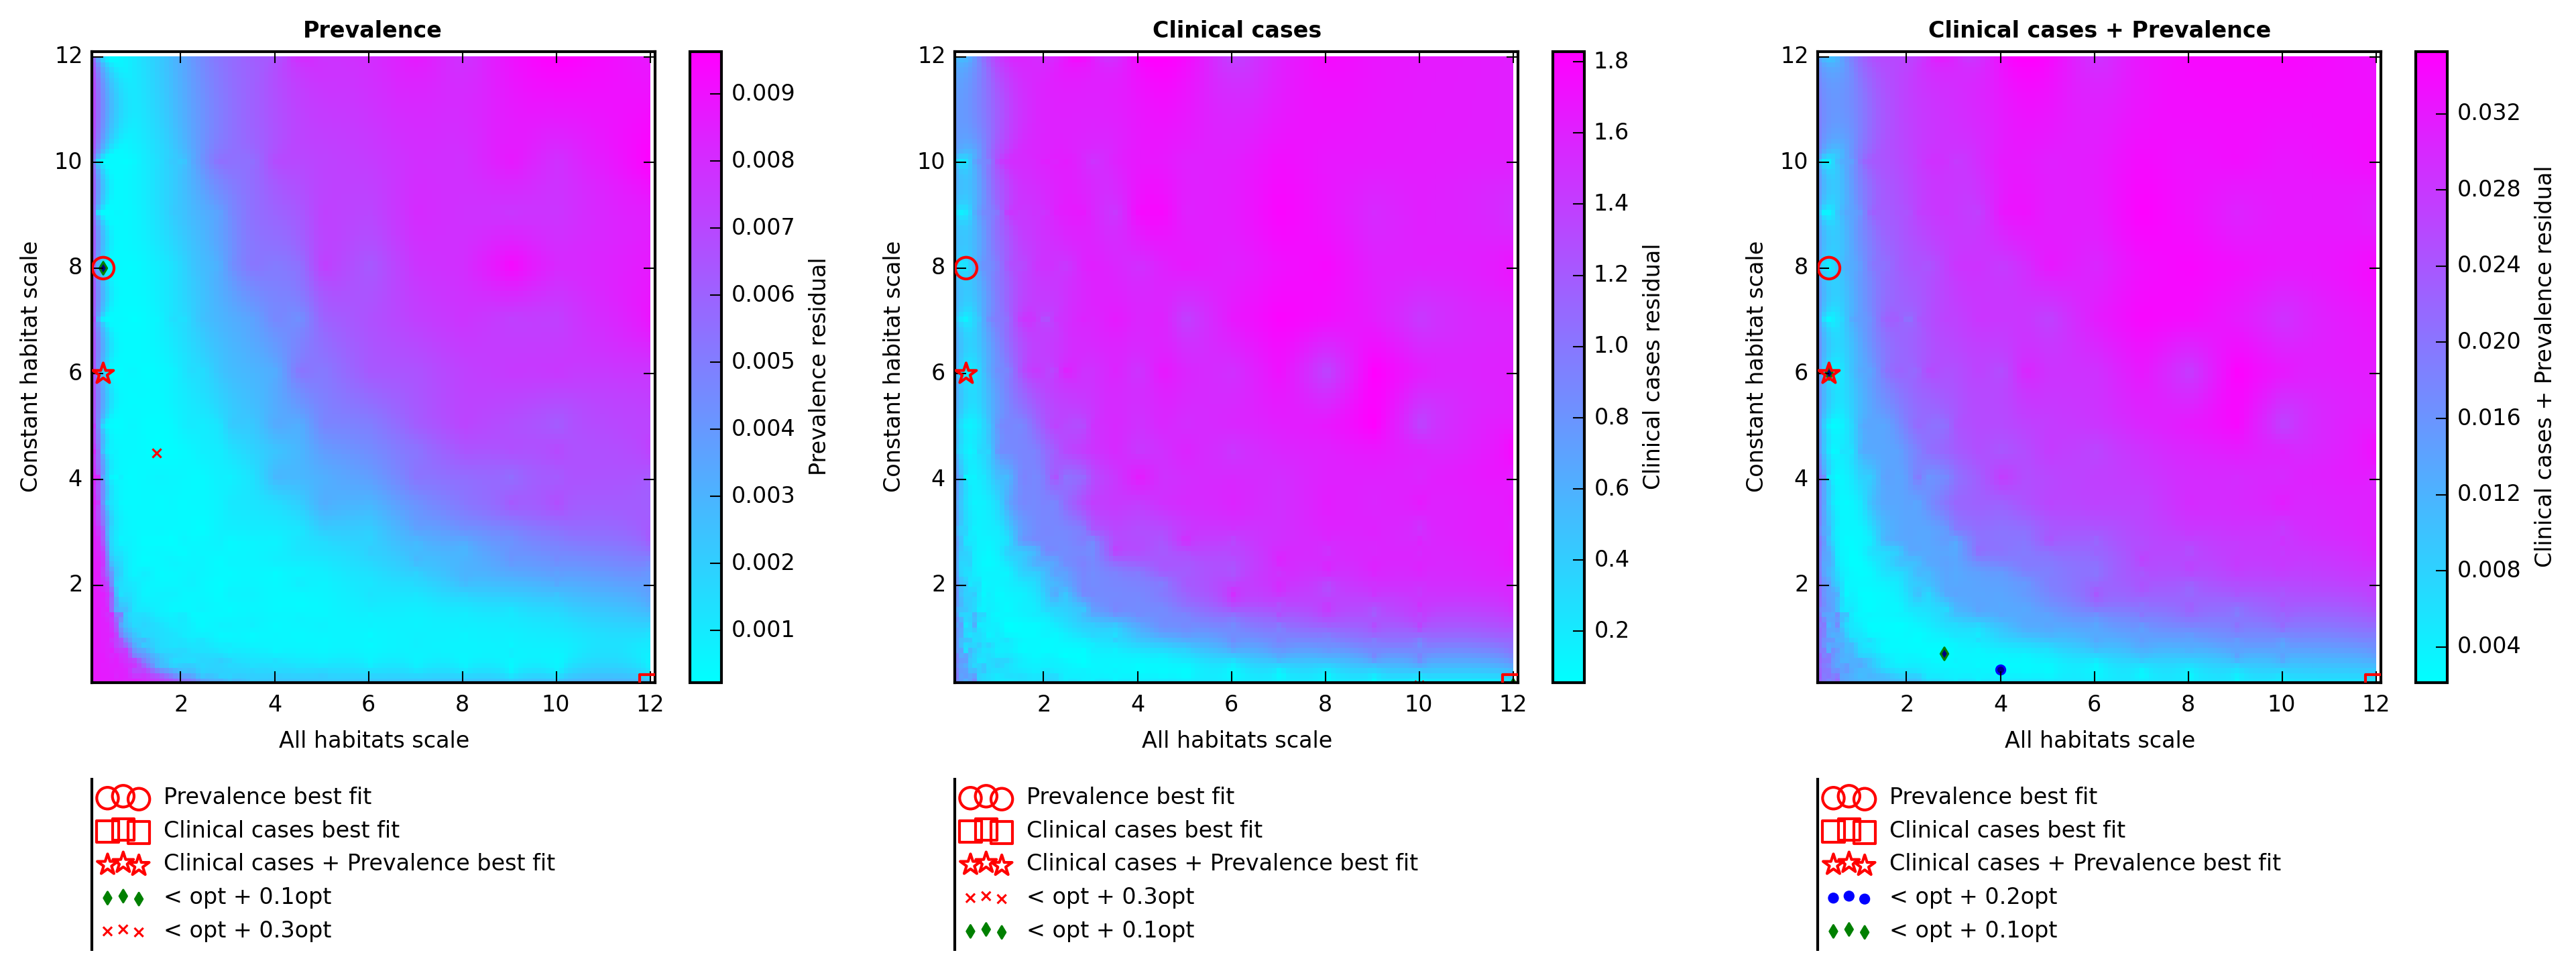 Prevalence
12
10
8
6
4
2
Constant habitat scale
2 4 6 8 10 12
All habitats scale
0.009
0.008
0.007
0.006
0.005
0.004
0.003
0.002
0.001
Prevalence residual
Prevalence best fit
Clinical cases best fit
Clinical cases + Prevalence best fit
< opt + 0.1opt
< opt + 0.3opt
Clinical cases
12
10
8
6
4
2
Constant habitat scale
2 4 6 8 10 12
All habitats scale
1.8
1.6
1.4
1.2
1.0
0.8
0.6
0.4
0.2
Clinical cases residual
Prevalence best fit
Clinical cases best fit
Clinical cases + Prevalence best fit
< opt + 0.3opt
< opt + 0.1opt
Clinical cases + Prevalence
12
10
8
6
4
2
Constant habitat scale
2 4 6 8 10 12
All habitats scale
0.032
0.028
0.024
0.020
0.016
0.012
0.008
0.004
Clinical cases + Prevalence residual
Prevalence best fit
Clinical cases best fit
Clinical cases + Prevalence best fit
< opt + 0.2opt
< opt + 0.1opt